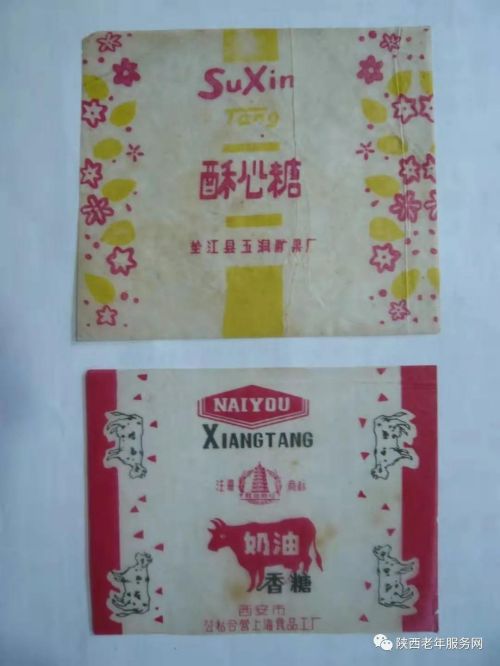 SuXin
Tang
酥心糖
垫江县玉润糖果厂
NAIYOU
XIANGTANG
注册 商标
奶油
香糖
西安市
公私合营上海食品工厂
陕西老年服务网